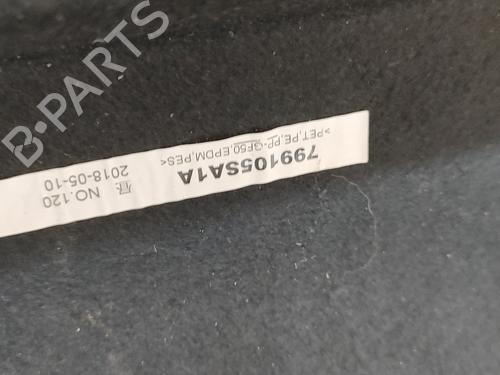 B-PARTS
799105SA1A
>PET,PE,PP-GF50,EPDM,PES<
NO.120
2018-05-10